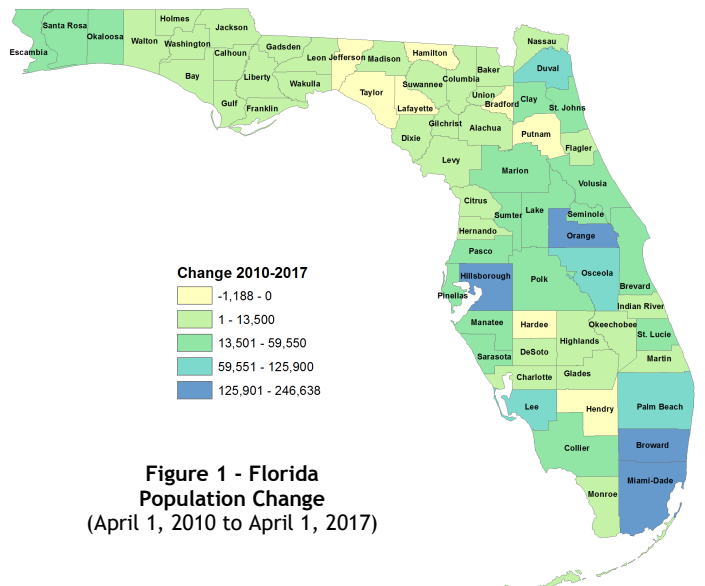 Holmes
Santa Rosa
Jackson
Okaloosa
Walton
Washington
Escambia
Calhoun
Gadsden
Leon
Jefferson
Madison
Hamilton
Nassau
Baker
Duval
Bay
Liberty
Wakulla
Taylor
Suwannee
Columbia
Union
Bradford
Clay
St. Johns
Gulf
Franklin
Lafayette
Gilchrist
Alachua
Putnam
Dixie
Flagler
Levy
Marion
Volusia
Citrus
Sumter
Lake
Seminole
Hernando
Orange
Pasco
Change 2010-2017
Hillsborough
Polk
Osceola
Brevard
Pinellas
-1,188 - 0
1 - 13,500
13,501 - 59,550
59,551 - 125,900
125,901 - 246,638
Indian River
Manatee
Hardee
Okeechobee
St. Lucie
Highlands
Sarasota
DeSoto
Martin
Charlotte
Glades
Lee
Hendry
Palm Beach
Collier
Broward
Miami-Dade
Monroe
Figure 1 - Florida
Population Change
(April 1, 2010 to April 1, 2017)